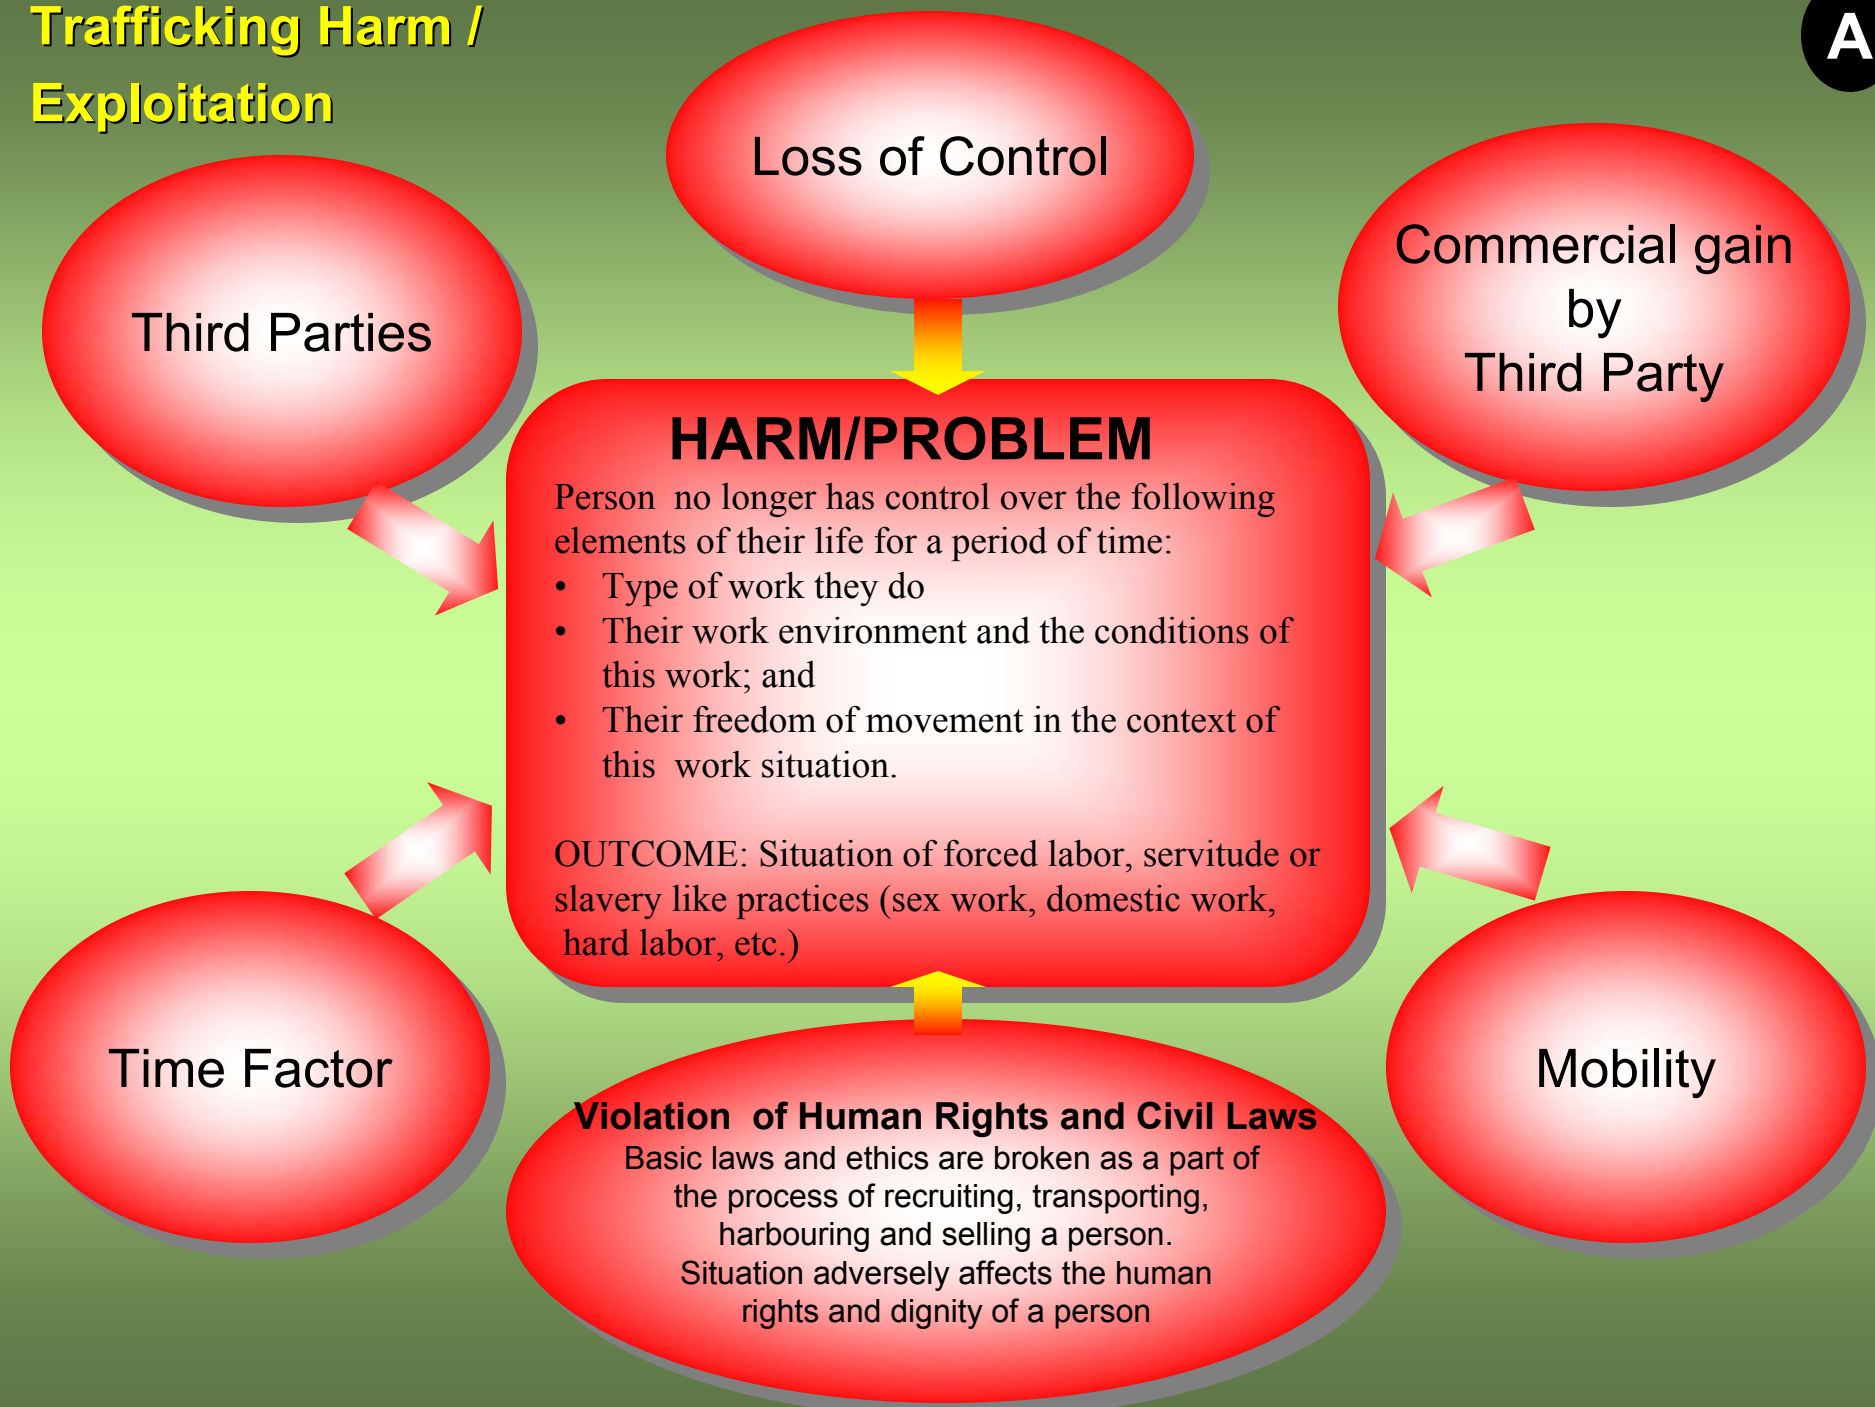 Trafficking Harm /
Exploitation
A
Loss of Control
Third Parties
Commercial gain
by
Third Party
HARM/PROBLEM
Person  no longer has control over the following
elements of their life for a period of time:
• Type of work they do
• Their work environment and the conditions of
this work; and
• Their freedom of movement in the context of
this  work situation.
OUTCOME: Situation of forced labor, servitude or
slavery like practices (sex work, domestic work,
hard labor, etc.)
Time Factor
Mobility
Violation  of Human Rights and Civil Laws
Basic laws and ethics are broken as a part of
the process of recruiting, transporting,
harbouring and selling a person.
Situation adversely affects the human
rights and dignity of a person